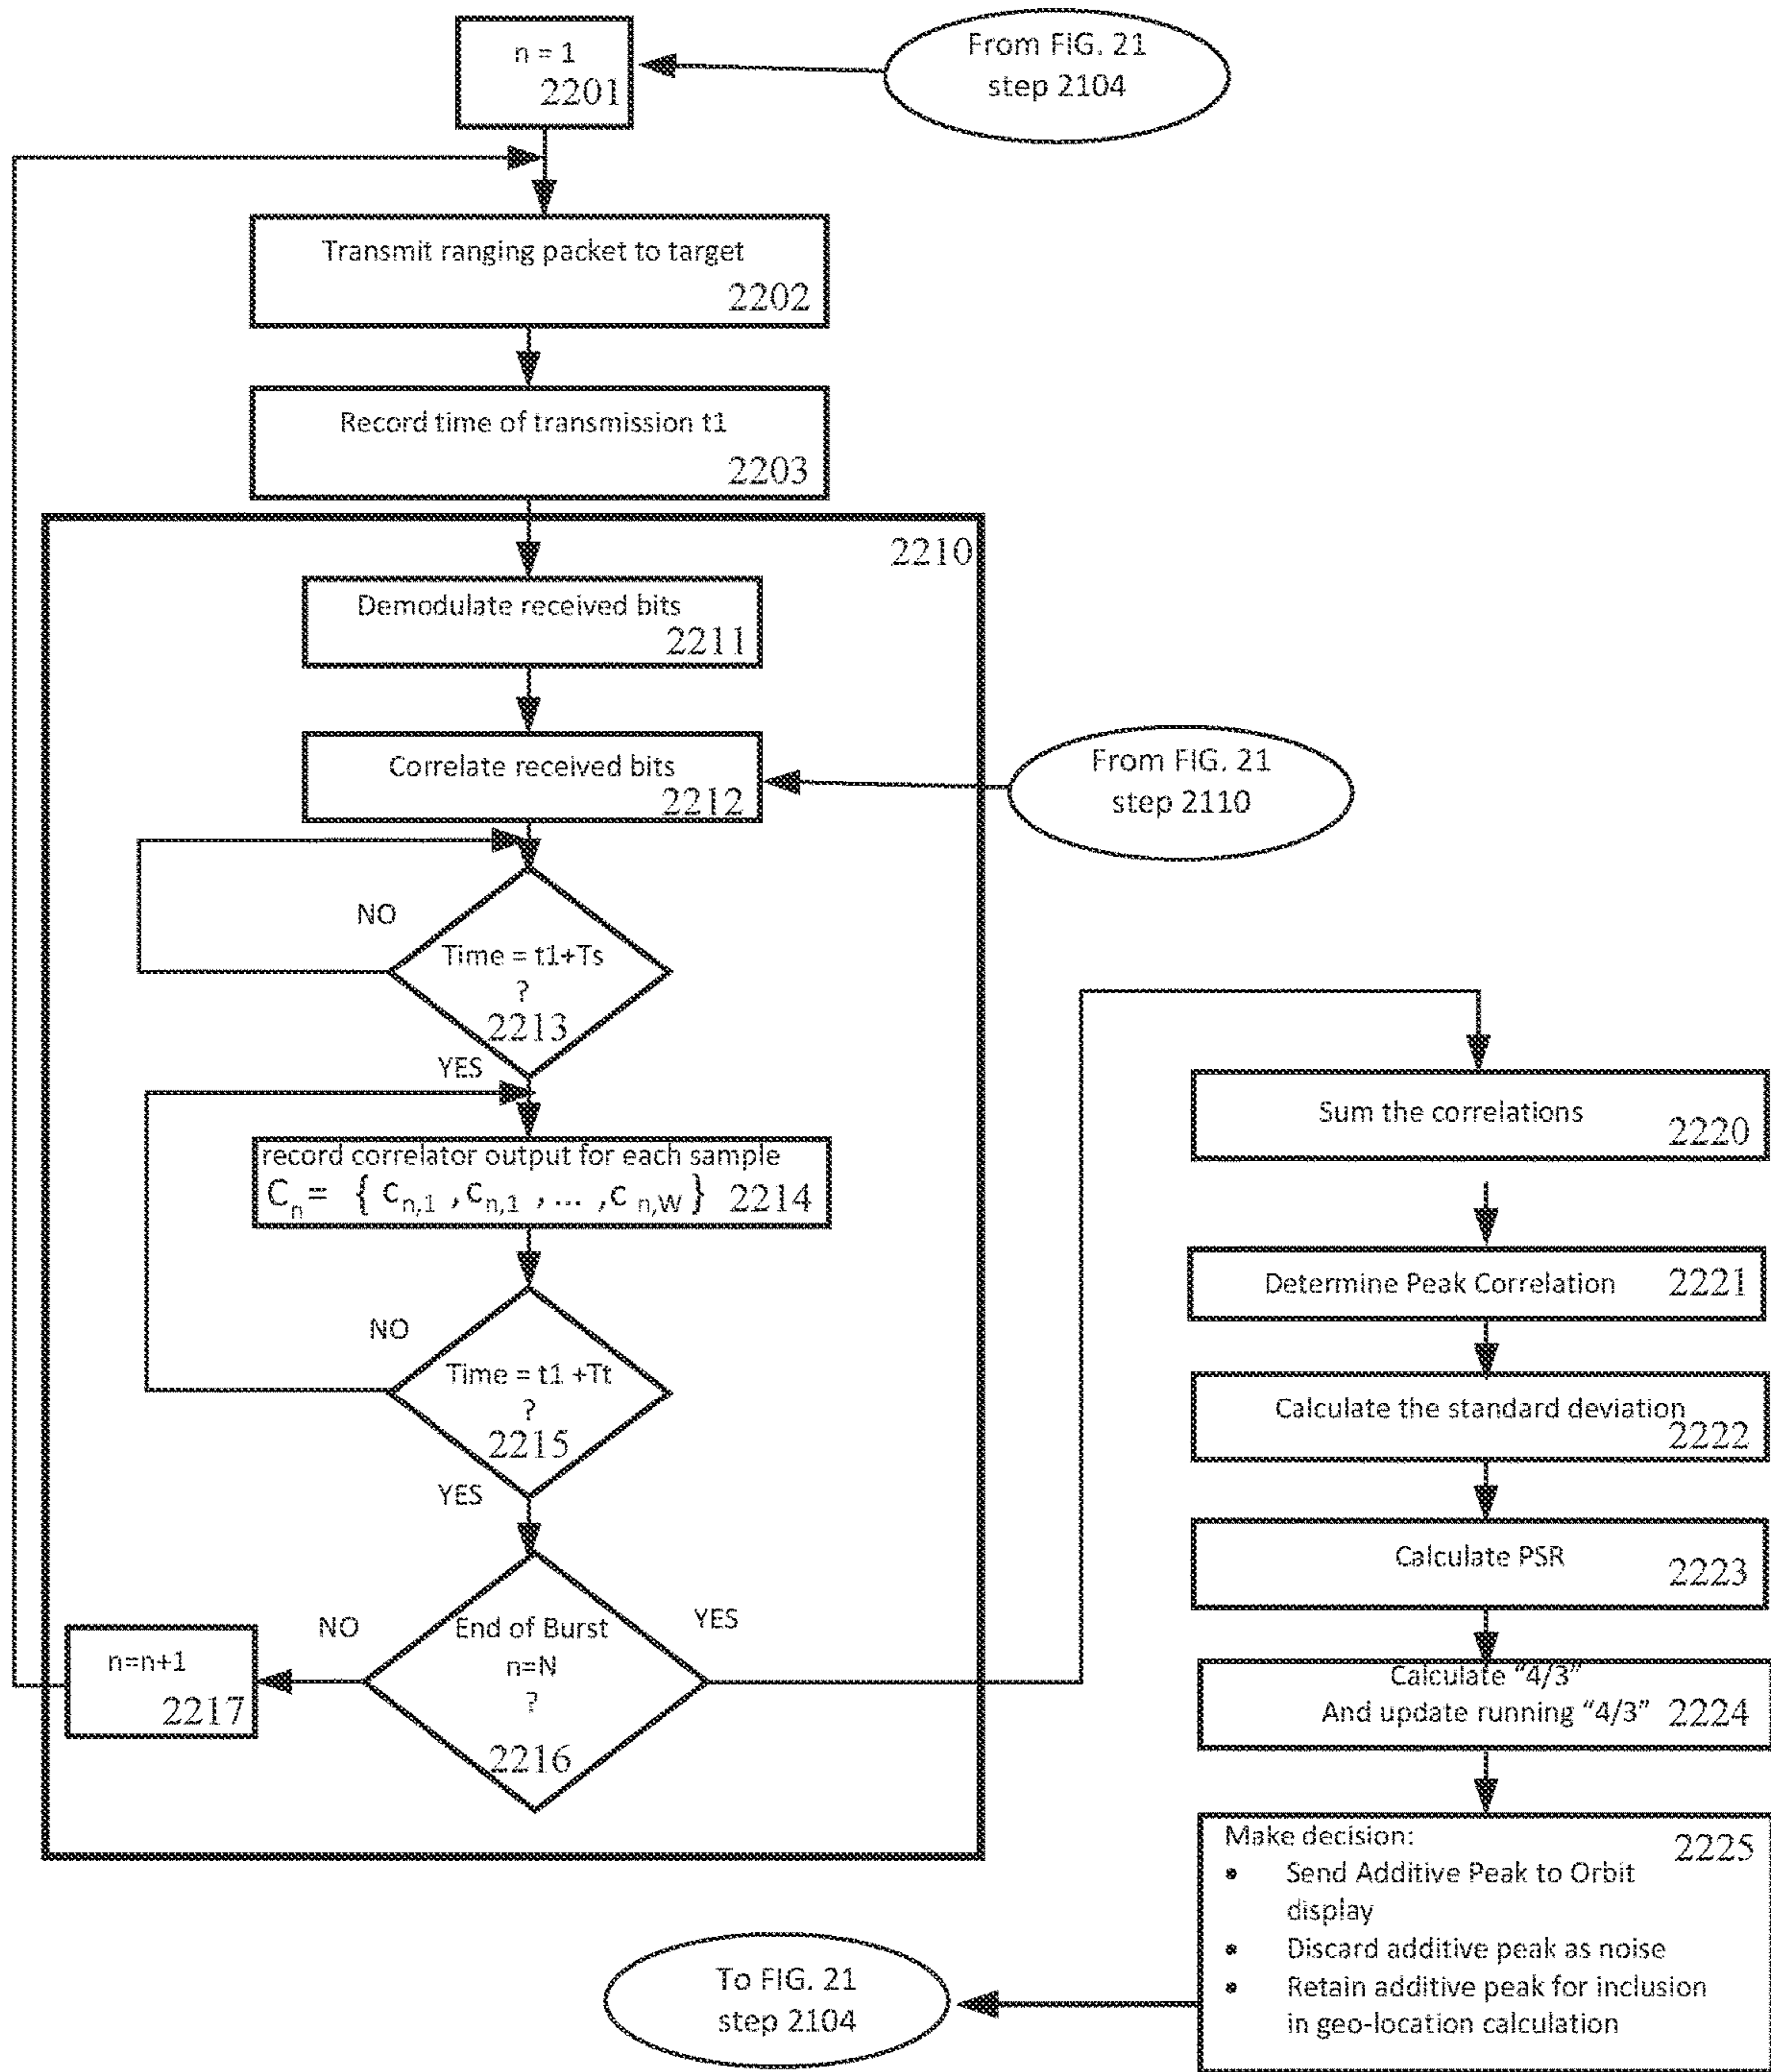 n = 1
2201
From FIG. 21
step 2104
Transmit ranging packet to target
2202
Record time of transmission t1
2203
2210
Demodulate received bits
2211
Correlate received bits
2212
From FIG. 21
step 2110
NO
Time = t1+Ts
?
2213
YES
record correlator output for each sample
Cn = { cn,1 , cn,1 , ... , c n,W } 2214
NO
Time = t1 +Tt
?
2215
YES
End of Burst
n=N
?
2216
NO
YES
n=n+1
2217
Sum the correlations
2220
Determine Peak Correlation 2221
Calculate the standard deviation
2222
Calculate PSR
2223
Calculate “4/3”
And update running “4/3” 2224
Make decision: 2225
• Send Additive Peak to Orbit
display
• Discard additive peak as noise
• Retain additive peak for inclusion
in geo-location calculation
To FIG. 21
step 2104